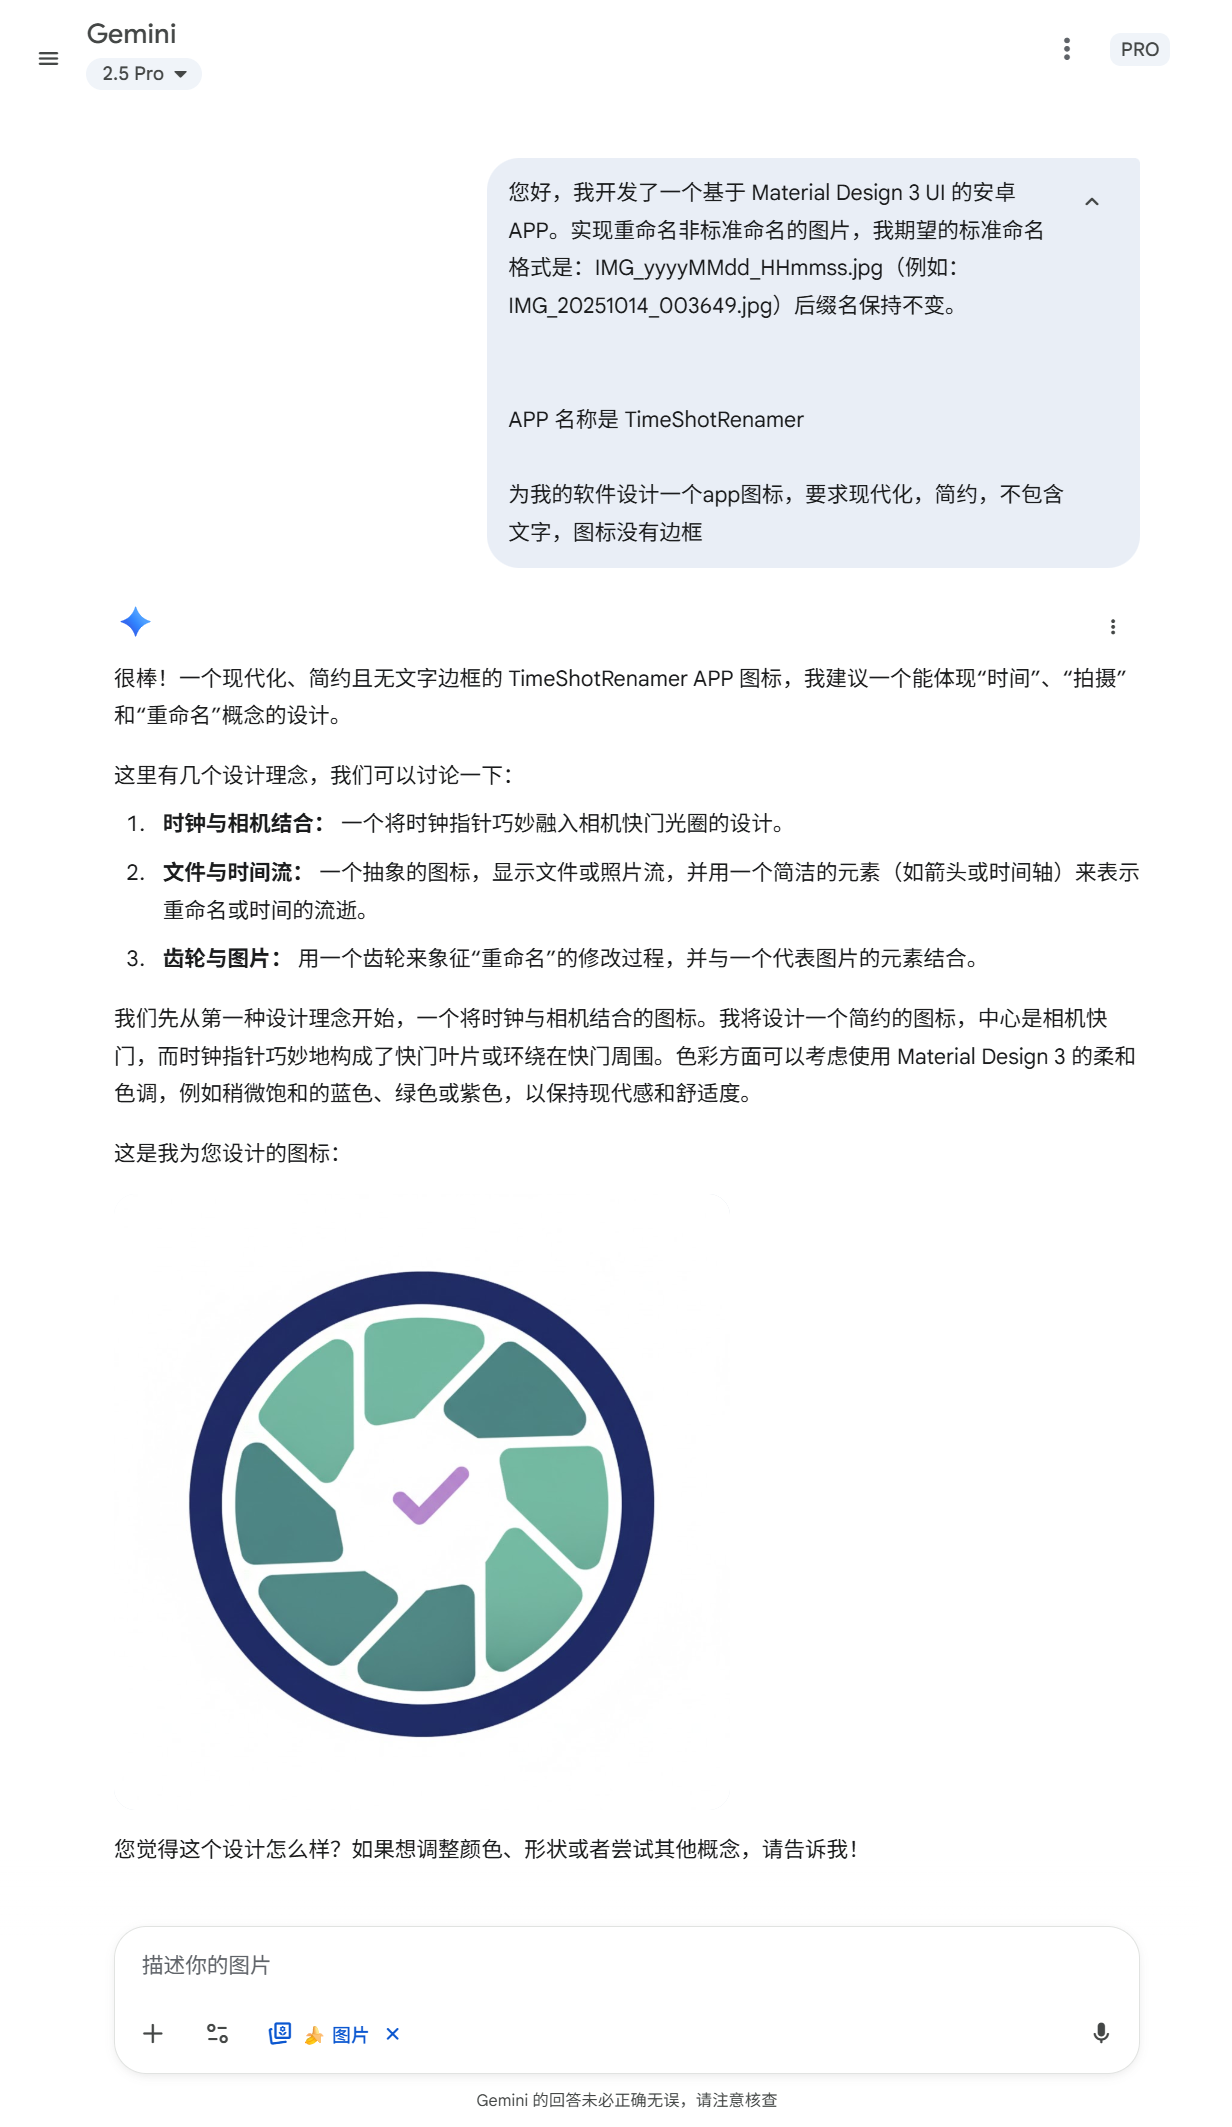 Gemini
2.5 Pro
PRO
您好，我开发了一个基于 Material Design 3 UI 的安卓
APP。实现重命名非标准命名的图片，我期望的标准命名
格式是：IMG_yyyyMMdd_HHmmss.jpg（例如：
IMG_20251014_003649.jpg）后缀名保持不变。
APP 名称是 TimeShotRenamer
为我的软件设计一个app图标，要求现代化，简约，不包含
文字，图标没有边框
很棒！一个现代化、简约且无文字边框的 TimeShotRenamer APP 图标，我建议一个能体现“时间”、“拍摄”
和“重命名”概念的设计。
这里有几个设计理念，我们可以讨论一下：
1. 时钟与相机结合： 一个将时钟指针巧妙融入相机快门光圈的设计。
2. 文件与时间流： 一个抽象的图标，显示文件或照片流，并用一个简洁的元素（如箭头或时间轴）来表示
重命名或时间的流逝。
3. 齿轮与图片： 用一个齿轮来象征“重命名”的修改过程，并与一个代表图片的元素结合。
我们先从第一种设计理念开始，一个将时钟与相机结合的图标。我将设计一个简约的图标，中心是相机快
门，而时钟指针巧妙地构成了快门叶片或环绕在快门周围。色彩方面可以考虑使用 Material Design 3 的柔和
色调，例如稍微饱和的蓝色、绿色或紫色，以保持现代感和舒适度。
这是我为您设计的图标：
您觉得这个设计怎么样？如果想调整颜色、形状或者尝试其他概念，请告诉我！
描述你的图片
图片
Gemini 的回答未必正确无误，请注意核查